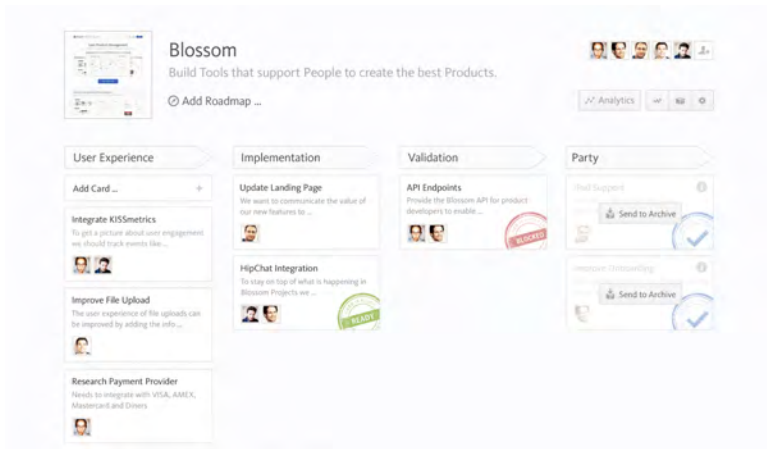 Blossom
Build Tools that support People to create the best Products.
Add Roadmap ...
Analytics
User Experience
Implementation
Validation
Party
Add Card ...
Integrate KISSmetrics
To get a picture about user engagement
we should track events like ...
Improve File Upload
The user experience of file uploads can
be improved by adding the info ...
Research Payment Provider
Needs to integrate with VISA, AMEX,
Mastercard and Diners
Update Landing Page
We want to communicate the value of
our new features to ...
HipChat Integration
To stay on top of what is happening in
Blossom Projects we ...
READY
API Endpoints
Provide the Blossom API for product
developers to enable ...
BLOCKED
Support
Send to Archive
Improve Onboarding
Send to Archive